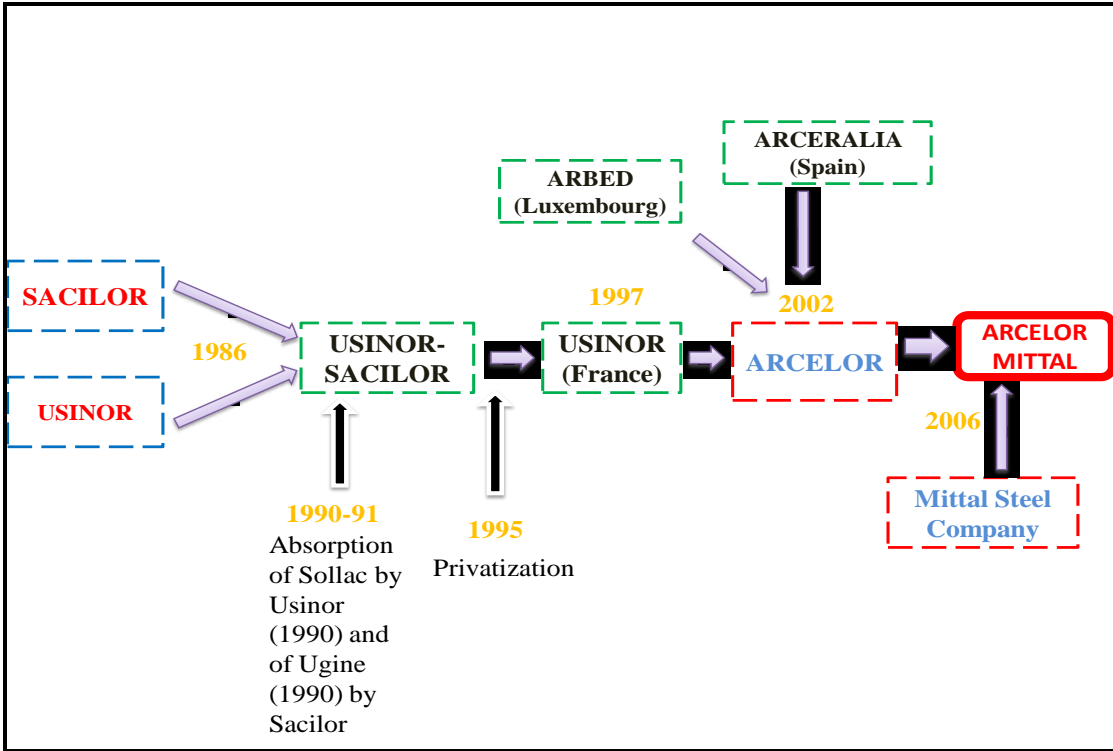 ARCERALIA
(Spain)
ARBED
(Luxembourg)
SACILOR
1997
2002
1986
USINOR-
SACILOR
USINOR
(France)
ARCELOR
ARCELOR
MITTAL
USINOR
2006
Mittal Steel
Company
1990-91
Absorption
of Sollac by
Usinor
(1990) and
of Ugine
(1990) by
Sacilor
1995
Privatization